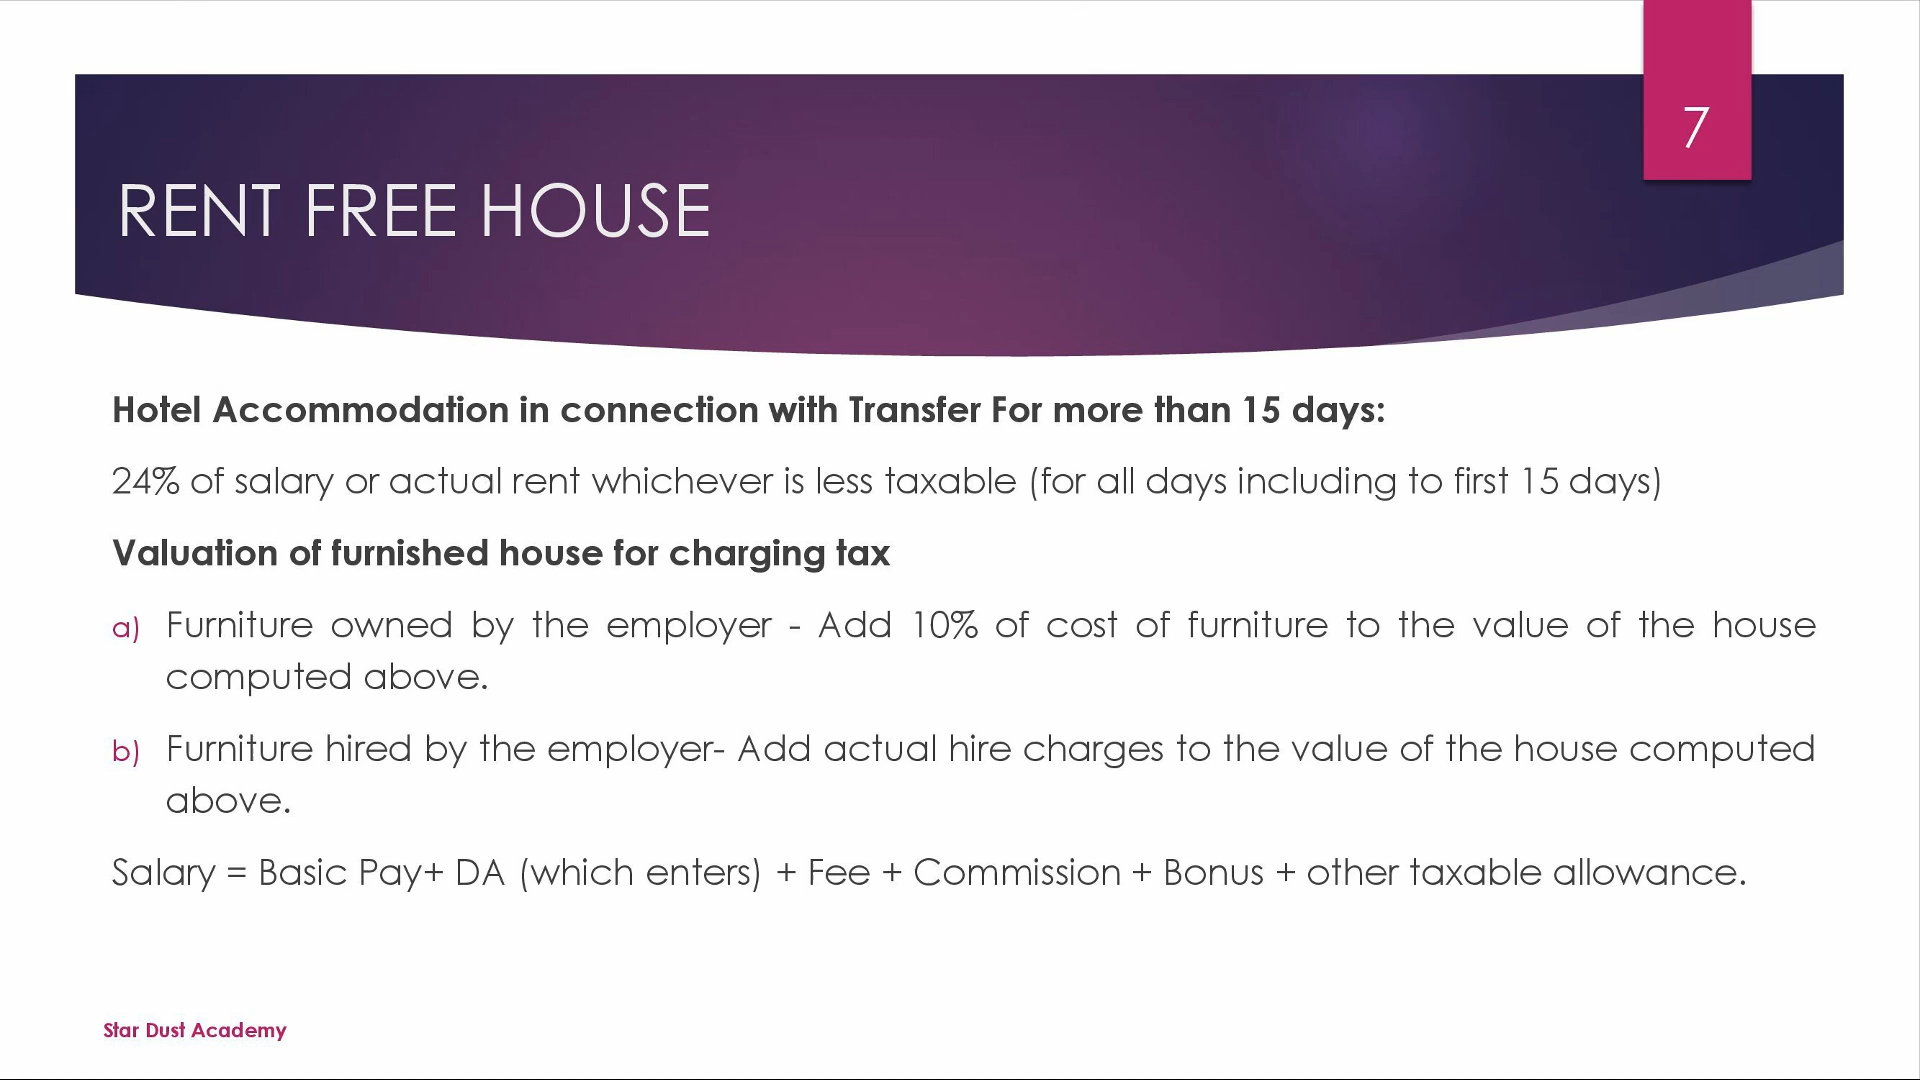 7
RENT FREE HOUSE
Hotel Accommodation in connection with Transfer For more than 15 days:
24% of salary or actual rent whichever is less taxable (for all days including to first 15 days)
Valuation of furnished house for charging tax
a) Furniture owned by the employer - Add 10% of cost of furniture to the value of the house
computed above.
b) Furniture hired by the employer- Add actual hire charges to the value of the house computed
above.
Salary = Basic Pay+ DA (which enters) + Fee + Commission + Bonus + other taxable allowance.
Star Dust Academy